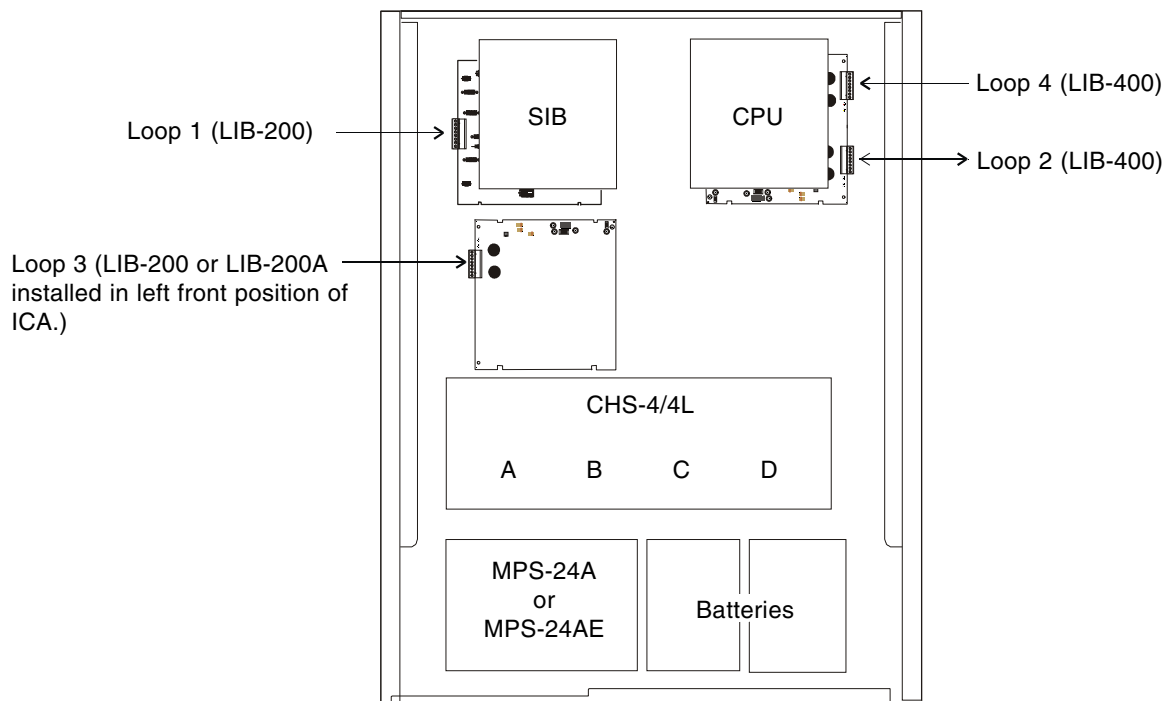 SIB
CPU
Loop 4 (LIB-400)
Loop 1 (LIB-200)
Loop 2 (LIB-400)
Loop 3 (LIB-200 or LIB-200A
installed in left front position of
ICA.)
CHS-4/4L
A B C D
MPS-24A
or
MPS-24AE
Batteries